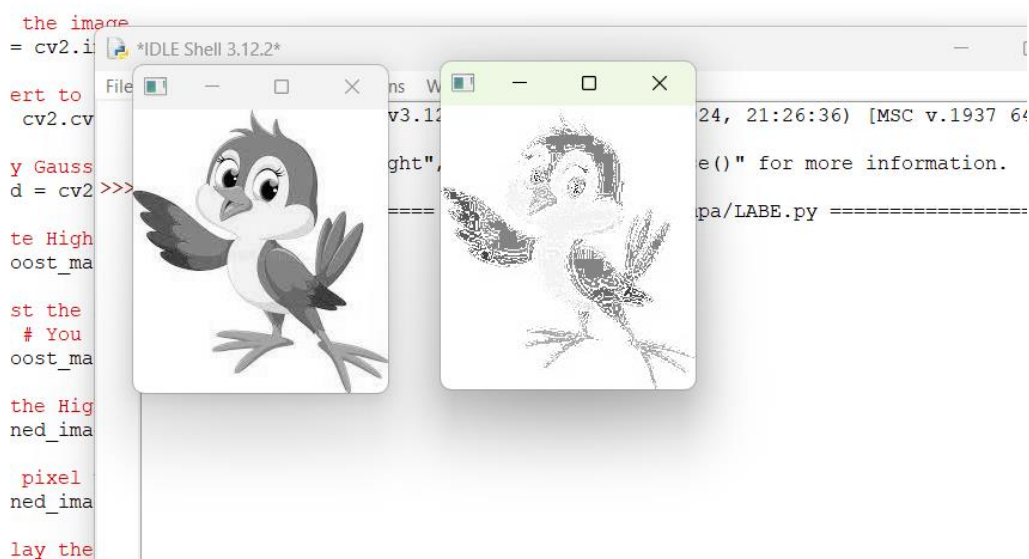 the image
= cv2.i
*IDLE Shell 3.12.2*
ert to
File
ns W
cv2.cv
v3.12
24, 21:26:36) [MSC v.1937 64
y Gauss
ght",
e()" for more information.
d = cv2
>>>
==== pa/LABE.py ==================
te High
oost_ma
st the
# You
oost_ma
the Hig
ned_ima
pixel
ned_ima
lay the